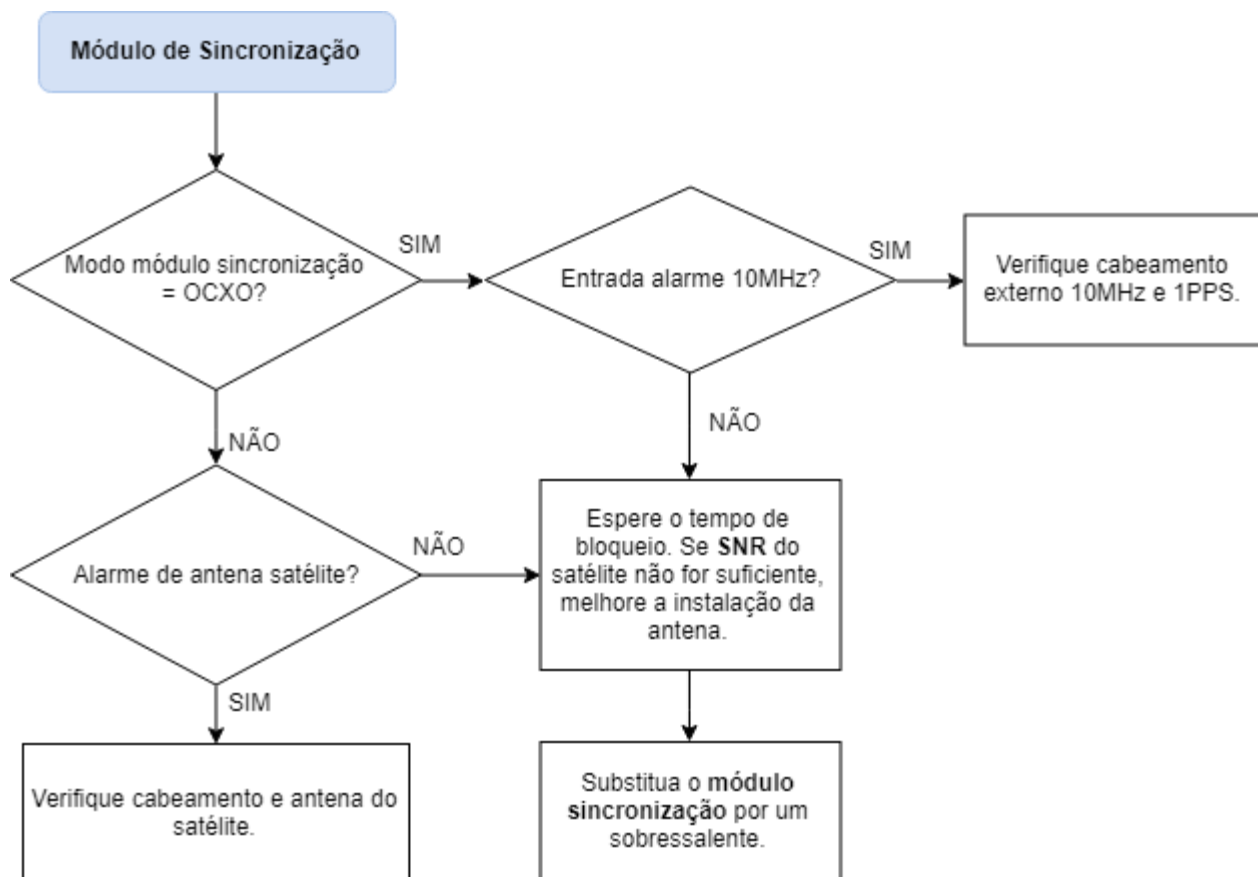 Módulo de Sincronização
Modo módulo sincronização
= OCXO?
SIM
Entrada alarme 10MHz?
SIM
Verifique cabeamento
externo 10MHz e 1PPS.
NÃO
NÃO
Alarme de antena satélite?
NÃO
Espere o tempo de
bloqueio. Se SNR do
satélite não for suficiente,
melhore a instalação da
antena.
SIM
Verifique cabeamento e antena do
satélite.
Substitua o módulo
sincronização por um
sobressalente.